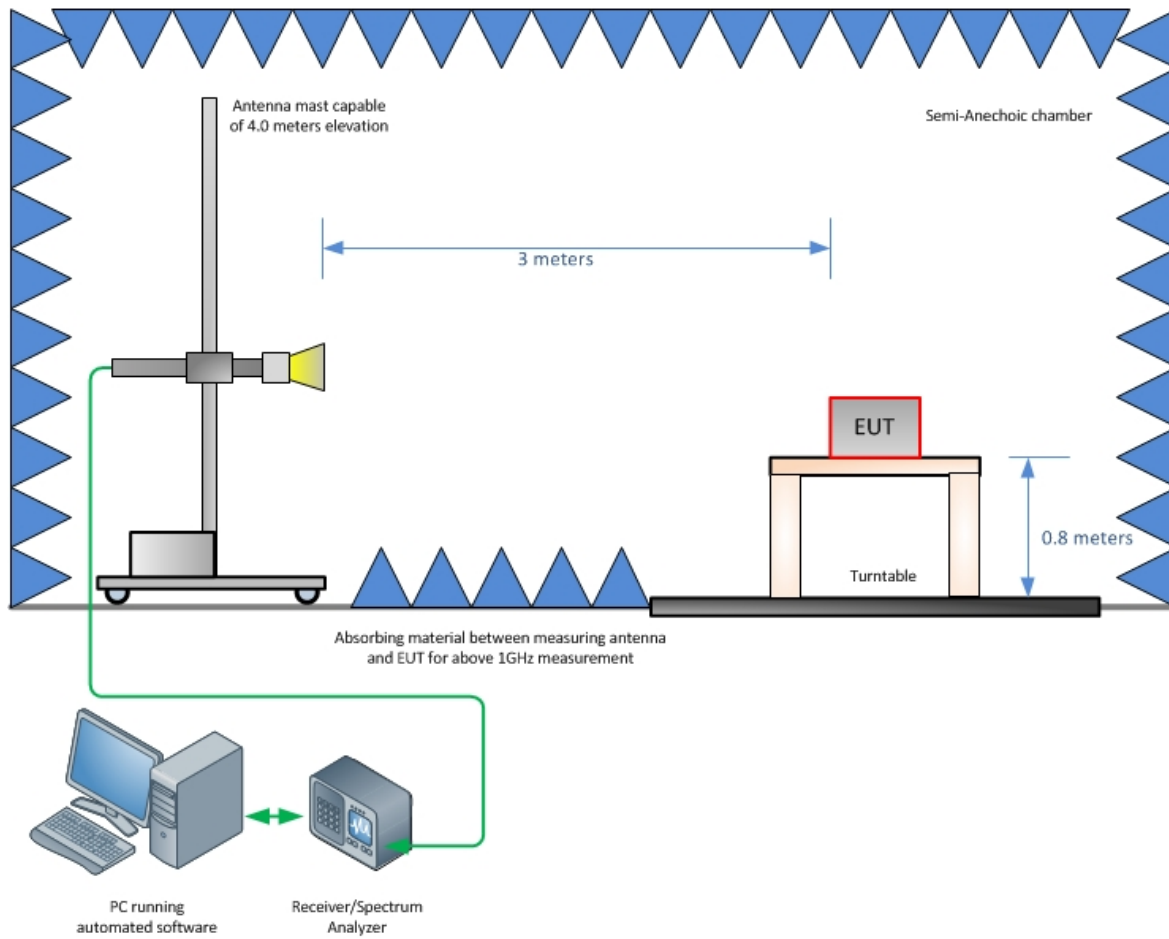 Antenna mast capable
of 4.0 meters elevation
Semi-Anechoic chamber
3 meters
EUT
0.8 meters
Turntable
Absorbing material between measuring antenna
and EUT for above 1GHz measurement
PC running
automated software
Receiver/Spectrum
Analyzer